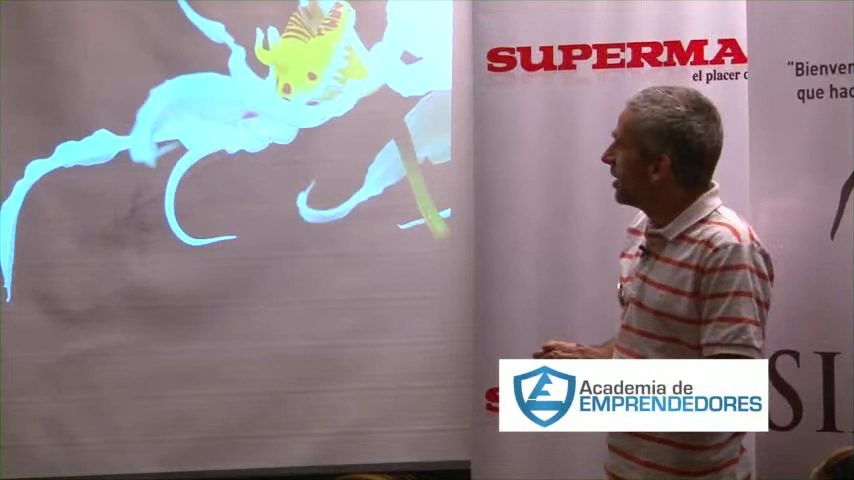 SUPERMA
el placer
“Bienven
que hac
Academia de
EMPRENDEDORES
SI